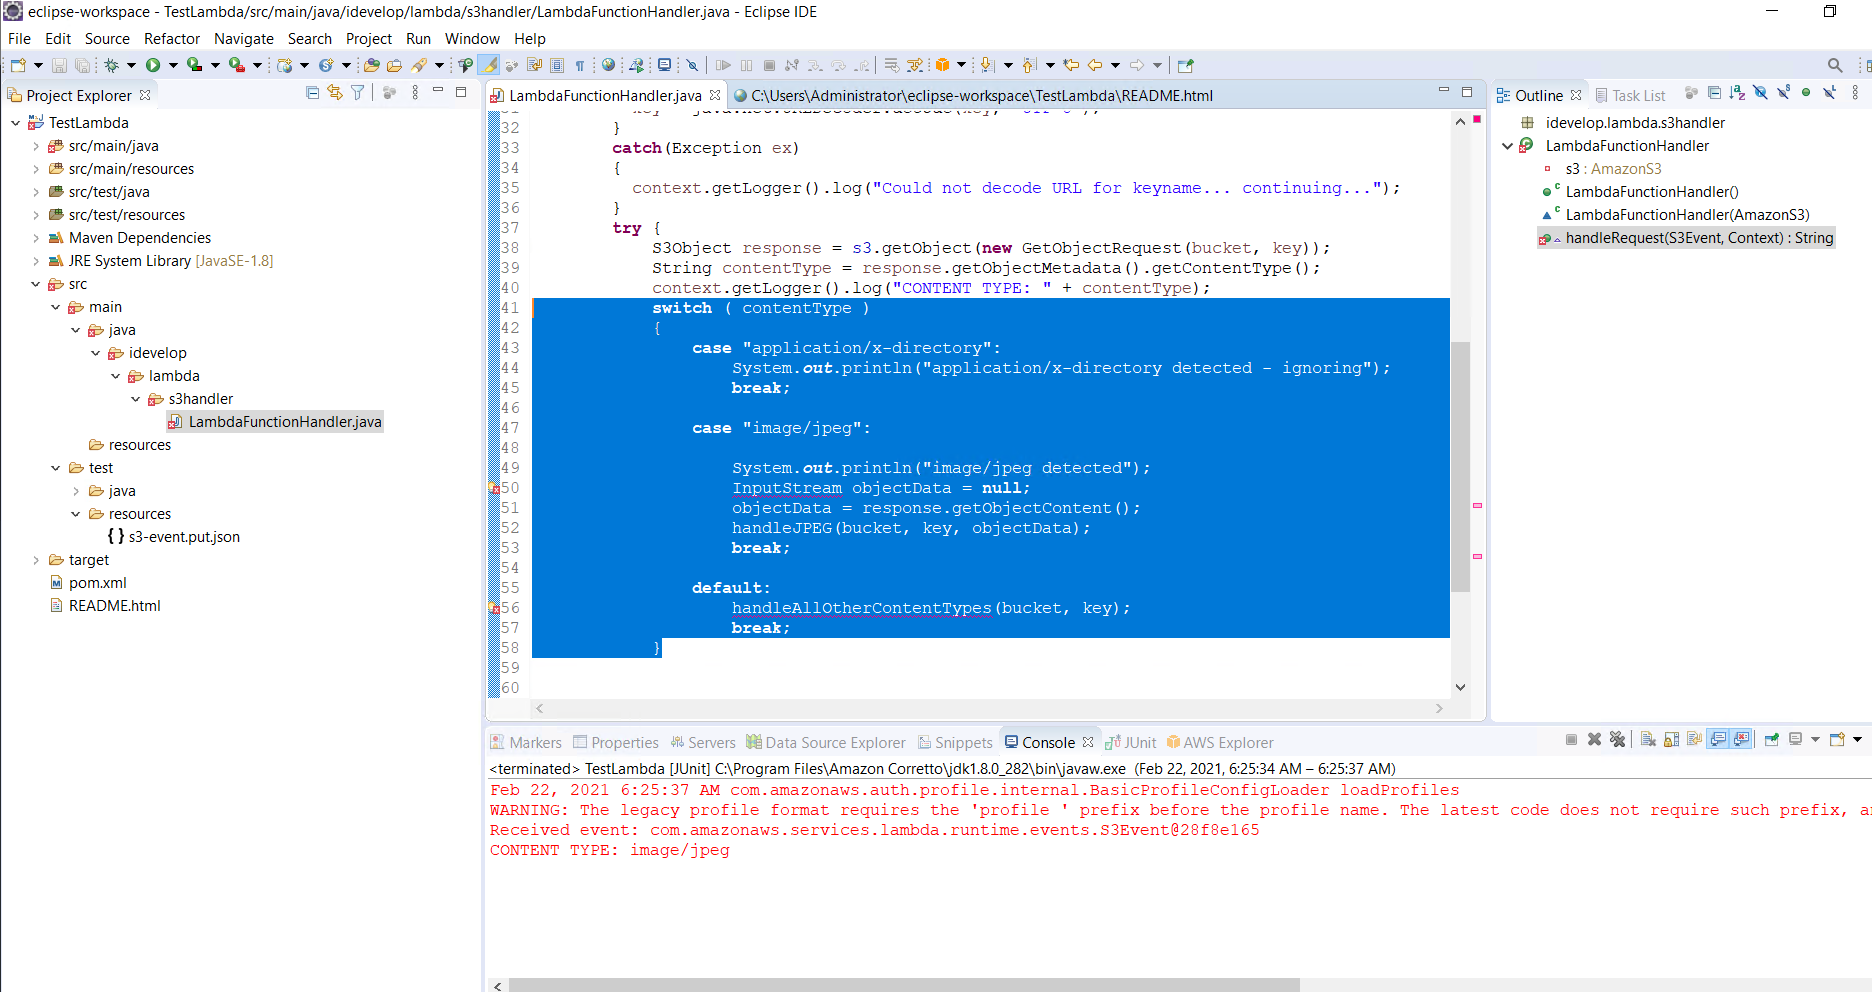 eclipse-workspace - TestLambda/src/main/java/idevelop/lambda/s3handler/LambdaFunctionHandler.java - Eclipse IDE
File Edit Source Refactor Navigate Search Project Run Window Help
Project Explorer
TestLambda
src/main/java
src/main/resources
src/test/java
src/test/resources
Maven Dependencies
JRE System Library [JavaSE-1.8]
src
main
java
idevelop
lambda
s3handler
LambdaFunctionHandler.java
resources
test
java
resources
s3-event.put.json
target
pom.xml
README.html
LambdaFunctionHandler.java C:\Users\Administrator\eclipse-workspace\TestLambda\README.html
32 }
33 catch(Exception ex)
34 {
35 context.getLogger().log("Could not decode URL for keyname... continuing...");
36 }
37 try {
38 S3Object response = s3.getObject(new GetObjectRequest(bucket, key));
39 String contentType = response.getObjectMetadata().getContentType();
40 context.getLogger().log("CONTENT TYPE: " + contentType);
41 switch ( contentType )
42 {
43 case "application/x-directory":
44 System.out.println("application/x-directory detected - ignoring");
45 break;
46
47 case "image/jpeg":
48
49 System.out.println("image/jpeg detected");
50 InputStream objectData = null;
51 objectData = response.getObjectContent();
52 handleJPEG(bucket, key, objectData);
53 break;
54
55 default:
56 handleAllOtherContentTypes(bucket, key);
57 break;
58 }
59
60
Outline Task List
idevelop.lambda.s3handler
LambdaFunctionHandler
s3 : AmazonS3
LambdaFunctionHandler()
LambdaFunctionHandler(AmazonS3)
handleRequest(S3Event, Context) : String
Markers Properties Servers Data Source Explorer Snippets Console JUnit AWS Explorer
<terminated> TestLambda [JUnit] C:\Program Files\Amazon Corretto\jdk1.8.0_282\bin\javaw.exe (Feb 22, 2021, 6:25:34 AM – 6:25:37 AM)
Feb 22, 2021 6:25:37 AM com.amazonaws.auth.profile.internal.BasicProfileConfigLoader loadProfiles
WARNING: The legacy profile format requires the 'profile ' prefix before the profile name. The latest code does not require such prefix, a
Received event: com.amazonaws.services.lambda.runtime.events.S3Event@28f8e165
CONTENT TYPE: image/jpeg